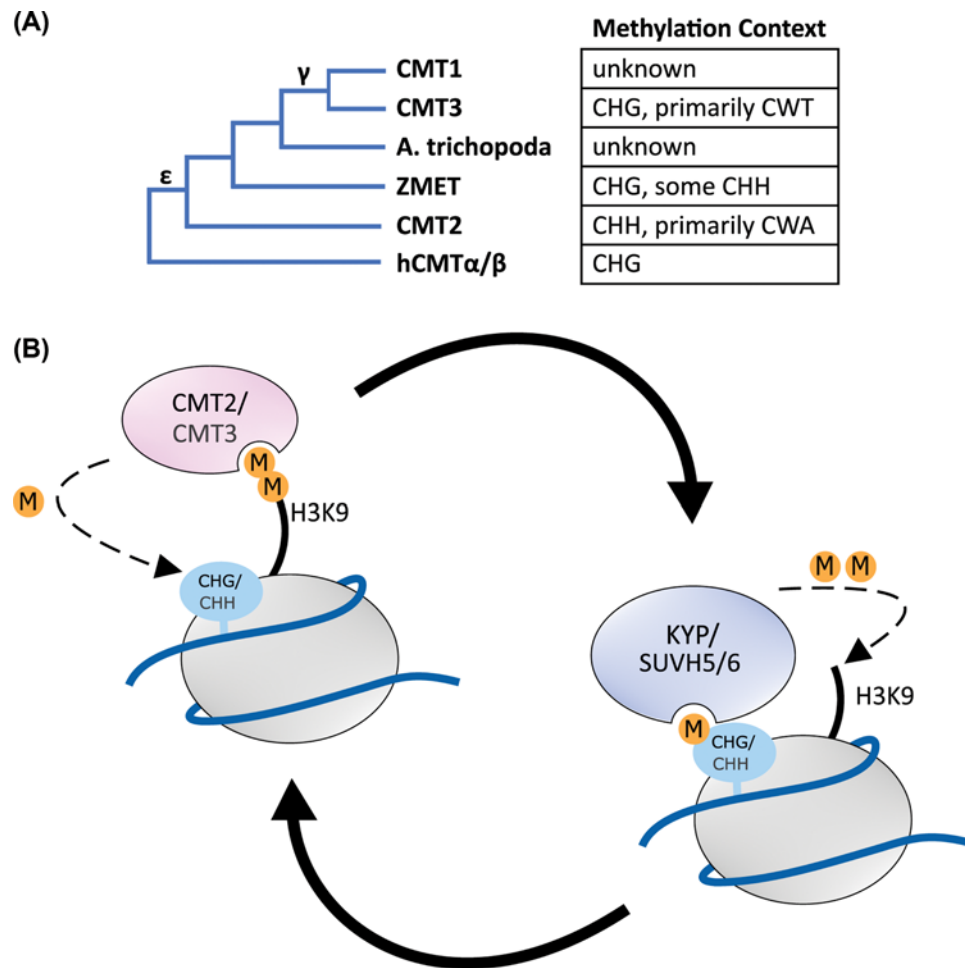 (A)
Methylation Context
γ
CMT1
unknown
CMT3
CHG, primarily CWT
A. trichopoda
unknown
ε
ZMET
CHG, some CHH
CMT2
CHH, primarily CWA
hCMTα/β
CHG
(B)
CMT2/
CMT3
M
M
M
H3K9
CHG/
CHH
M M
KYP/
SUVH5/6
H3K9
M
CHG/
CHH